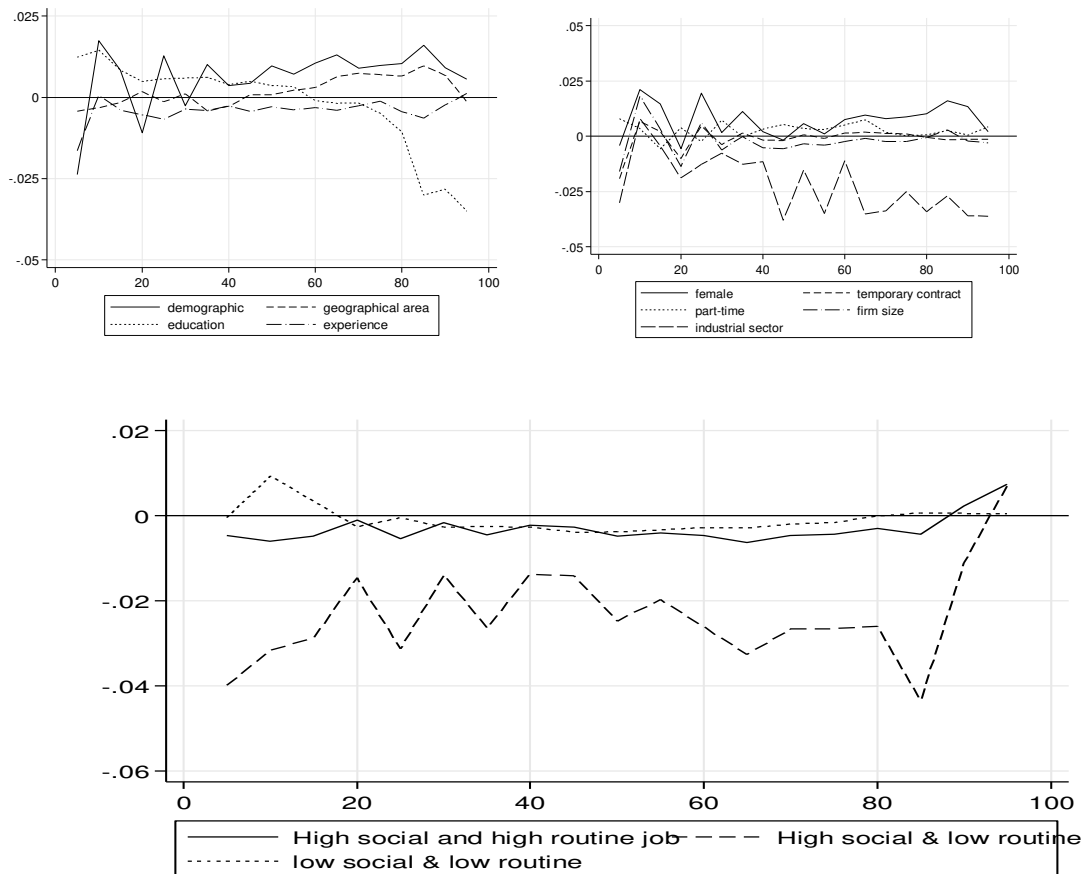 .025
0
-.025
-.05
0 20 40 60 80 100
demographic geographical area
education experience
.05
.025
0
-.025
-.05
0 20 40 60 80 100
female temporary contract
part-time firm size
industrial sector
.02
0
-.02
-.04
-.06
0 20 40 60 80 100
High social and high routine job High social & low routine
low social & low routine